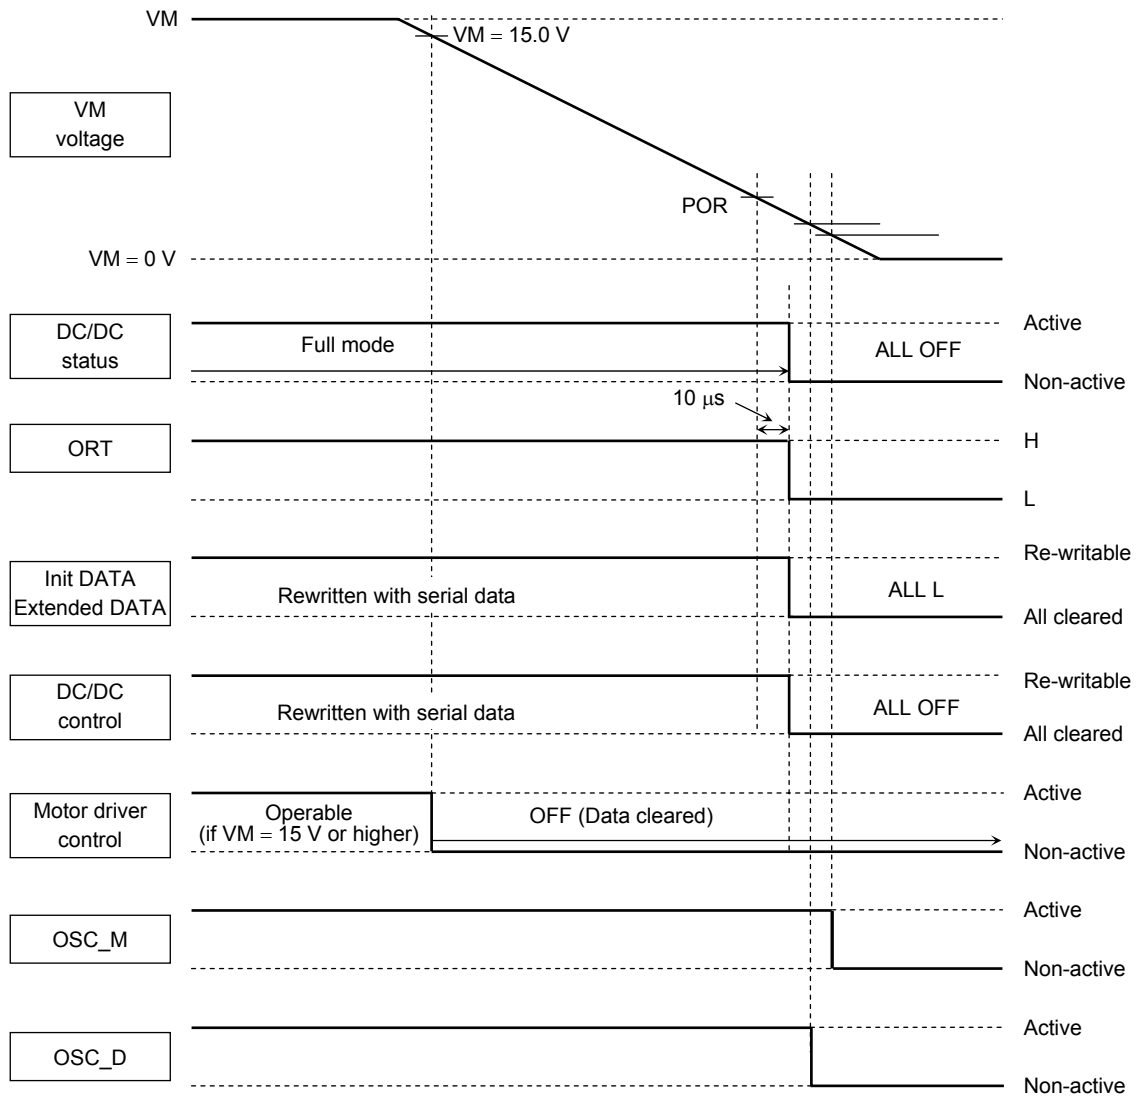 VM
VM = 15.0 V
VM
voltage
POR
VM = 0 V
DC/DC
status
Full mode
ALL OFF
Active
Non-active
10 μs
ORT
H
L
Init DATA
Extended DATA
Rewritten with serial data
ALL L
Re-writable
All cleared
DC/DC
control
Rewritten with serial data
ALL OFF
Re-writable
All cleared
Motor driver
control
Operable
(if VM = 15 V or higher)
OFF (Data cleared)
Active
Non-active
OSC_M
Active
Non-active
OSC_D
Active
Non-active